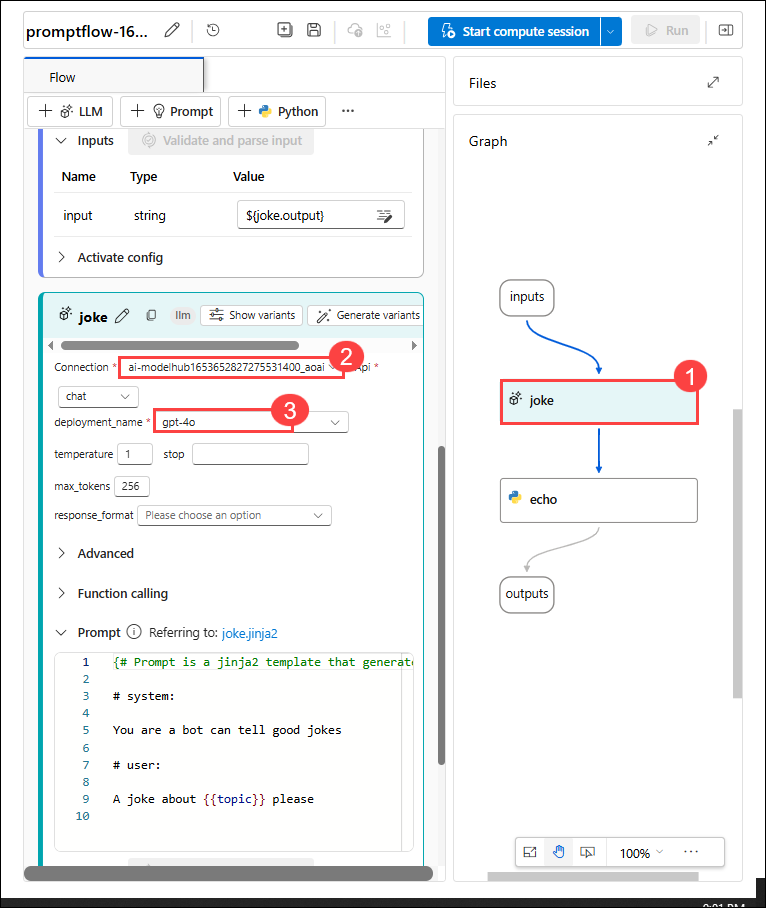 promptflow-16...
Start compute session
Run
Flow
LLM
Prompt
Python
...
Inputs
Validate and parse input
Name Type Value
input string ${joke.output}
Activate config
joke
llm
Show variants
Generate variants
Connection * ai-modelhub1653652827275531400_aoai
Api *
2
chat
deployment_name * gpt-4o
3
temperature 1 stop
max_tokens 256
response_format Please choose an option
Advanced
Function calling
Prompt Referring to: joke.jinja2
1 {# Prompt is a jinja2 template that generate
2
3 # system:
4
5 You are a bot can tell good jokes
6
7 # user:
8
9 A joke about {{topic}} please
10
Files
Graph
inputs
1
joke
echo
outputs
100%
...